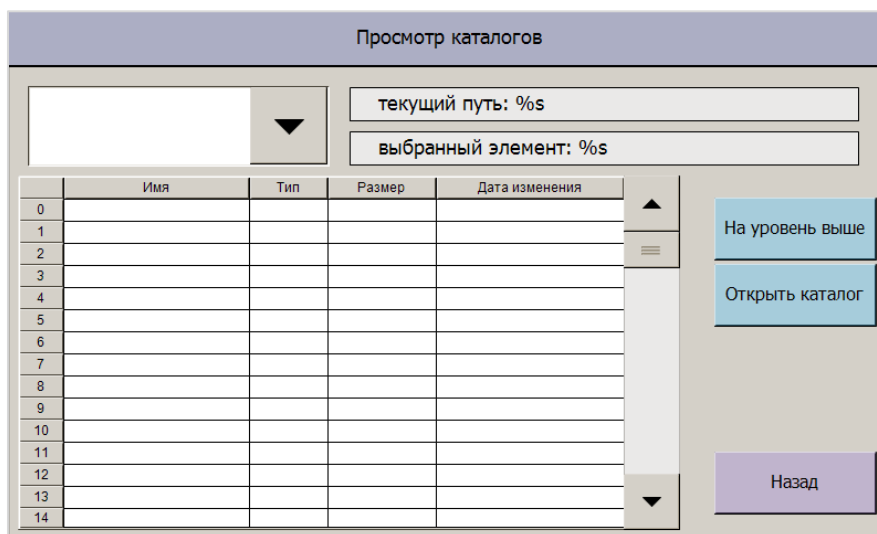 Просмотр каталогов
текущий путь: %s
выбранный элемент: %s
Имя Тип Размер Дата изменения
0
1
2
3
4
5
6
7
8
9
10
11
12
13
14
На уровень выше
Открыть каталог
Назад